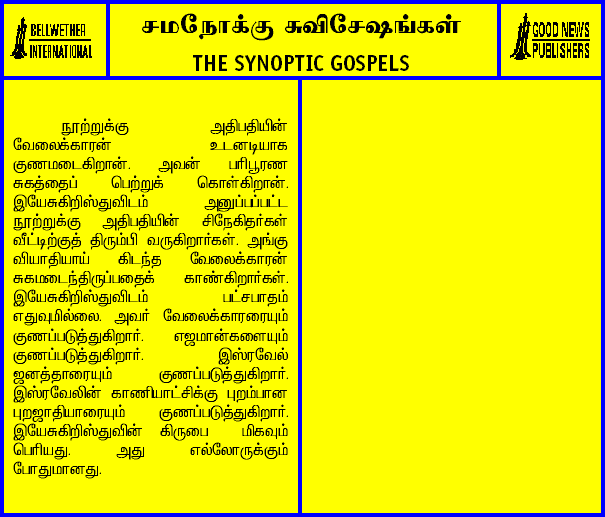 BELLWETHER
INTERNATIONAL
சமநோக்கு சுவிசேஷங்கள்
THE SYNOPTIC GOSPELS
GOOD NEWS
PUBLISHERS
நூற்றுக்கு அதிபதியின்
வேலைக்காரன் உடனடியாக
குணமடைகிறான். அவன் பரிபூரண
சுகத்தைப் பெற்றுக் கொள்கிறான்.
இயேசுகிறிஸ்துவிடம் அனுப்பப்பட்ட
நூற்றுக்கு அதிபதியின் சிநேகிதர்கள்
வீட்டிற்குத் திரும்பி வருகிறார்கள். அங்கு
வியாதியாய் கிடந்த வேலைக்காரன்
சுகமடைந்திருப்பதைக் காண்கிறார்கள்.
இயேசுகிறிஸ்துவிடம் பட்சபாதம்
எதுவுமில்லை. அவர் வேலைக்காரரையும்
குணப்படுத்துகிறார். எஜமான்களையும்
குணப்படுத்துகிறார். இஸ்ரவேல்
ஜனத்தாரையும் குணப்படுத்துகிறார்.
இஸ்ரவேலின் காணியாட்சிக்கு புறம்பான
புறஜாதியாரையும் குணப்படுத்துகிறார்.
இயேசுகிறிஸ்துவின் கிருபை மிகவும்
பெரியது. அது எல்லோருக்கும்
போதுமானது.